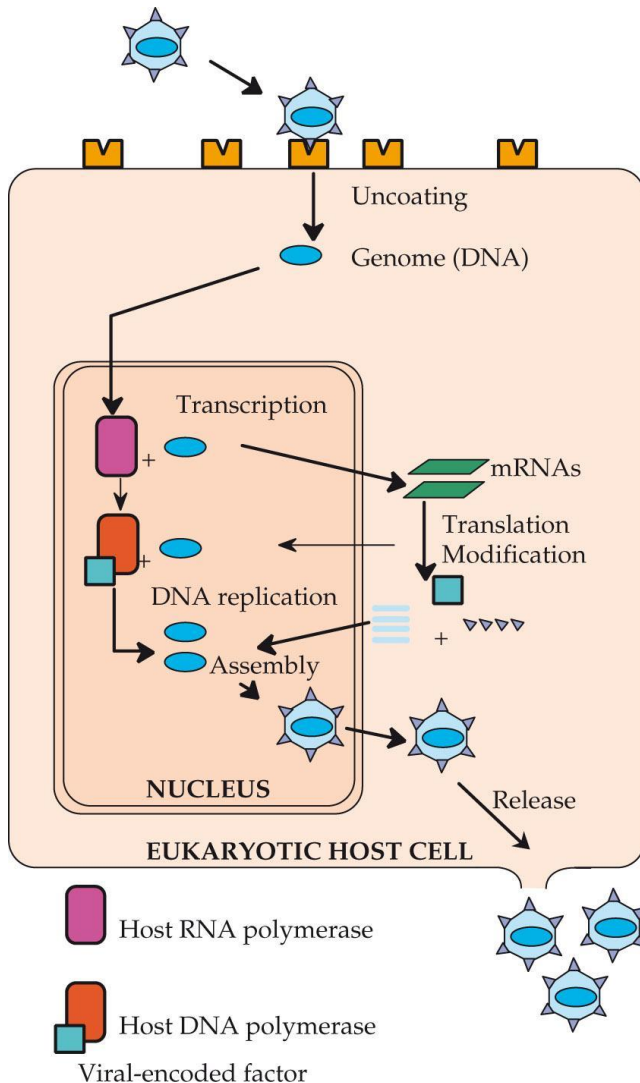 Uncoating
Genome (DNA)
Transcription
+
mRNAs
Translation
Modification
+
DNA replication
+
Assembly
NUCLEUS
Release
EUKARYOTIC HOST CELL
Host RNA polymerase
Host DNA polymerase
Viral-encoded factor